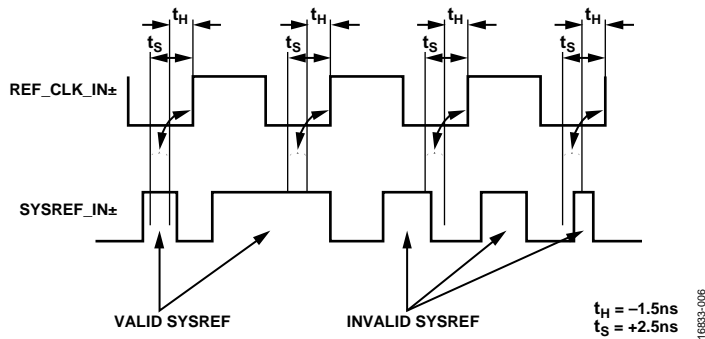 tH tH tH tH
tS tS tS tS
REF_CLK_IN±
SYSREF_IN±
VALID SYSREF INVALID SYSREF
tH = –1.5ns
tS = +2.5ns
16833-006